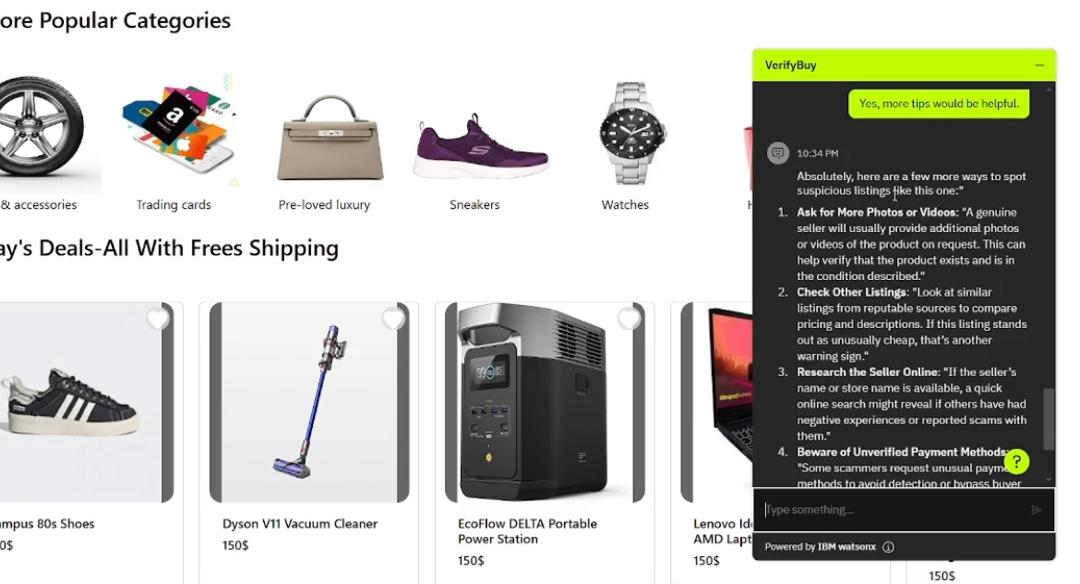 ore Popular Categories
& accessories
Trading cards
Pre-loved luxury
Sneakers
Watches
H
ay's Deals-All With Frees Shipping
mpus 80s Shoes
0$
Dyson V11 Vacuum Cleaner
150$
EcoFlow DELTA Portable
Power Station
150$
Lenovo Ide
AMD Lapt
150$
150$
VerifyBuy
Yes, more tips would be helpful.
10:34 PM
Absolutely, here are a few more ways to spot
suspicious listings like this one:"
1. Ask for More Photos or Videos: "A genuine
seller will usually provide additional photos
or videos of the product on request. This can
help verify that the product exists and is in
the condition described."
2. Check Other Listings: "Look at similar
listings from reputable sources to compare
pricing and descriptions. If this listing stands
out as unusually cheap, that's another
warning sign."
3. Research the Seller Online: "If the seller's
name or store name is available, a quick
online search might reveal if others have had
negative experiences or reported scams with
them."
4. Beware of Unverified Payment Methods:
"Some scammers request unusual payme
methods to avoid detection or bypass buyer
?
Type something...
Powered by IBM watsonx